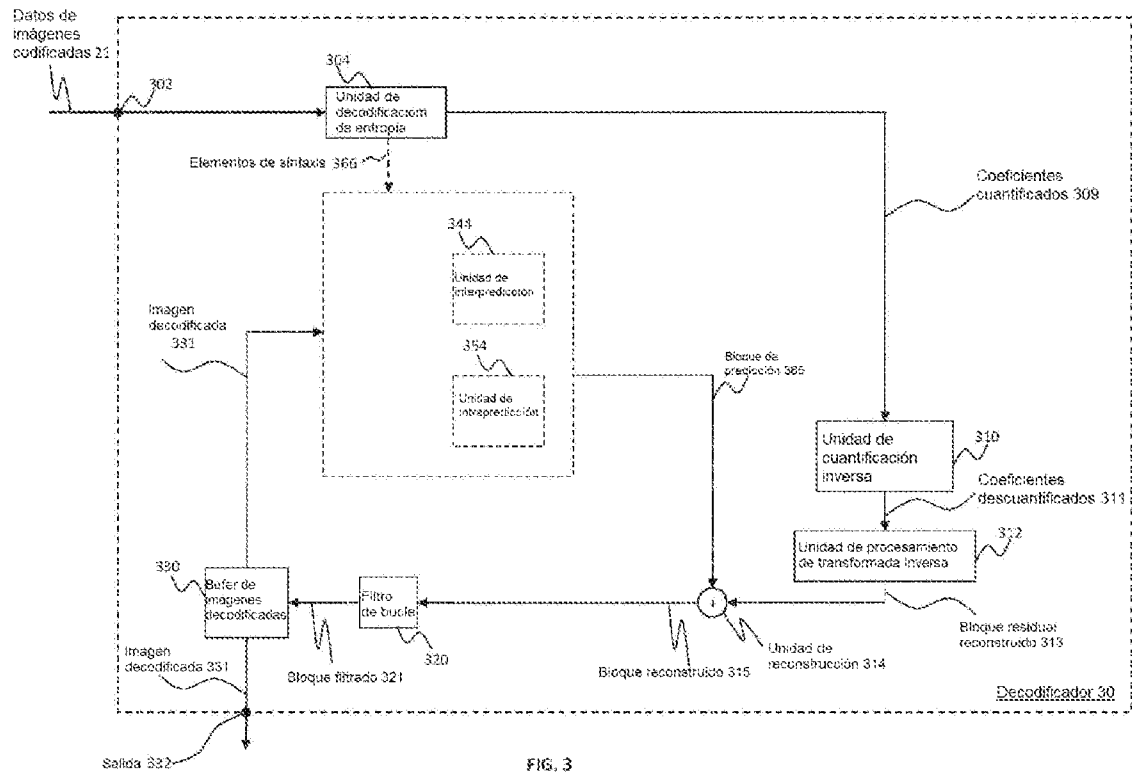 Datos de
imágenes
codificadas 21
302
304
Unidad de
decodificación
de entropía
Elementos de sintaxis 366
Coeficientes
cuantificados 309
344
Unidad de
interpredicción
Imagen
decodificada
331
354
Unidad de
intrapredicción
Bloque de
predicción 365
Unidad de
cuantificación
inversa
310
Coeficientes
descuantificados 311
Unidad de procesamiento
de transformada inversa
312
330
Búfer de
imágenes
decodificadas
Filtro
de bucle
320
+
Imagen
decodificada 331
Bloque filtrado 321
Bloque reconstruido 315
Unidad de
reconstrucción 314
Bloque residual
reconstruido 313
Decodificador 30
Salida 332
FIG. 3